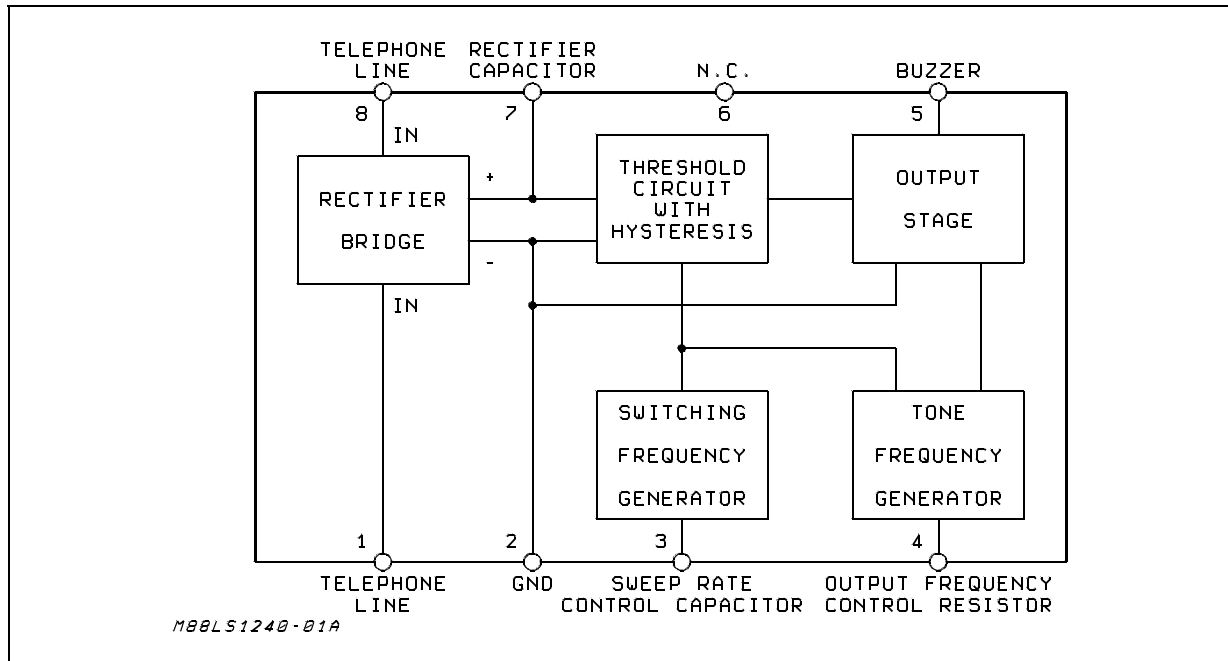 TELEPHONE LINE
RECTIFIER CAPACITOR
N.C.
BUZZER
8
7
6
5
IN
RECTIFIER
BRIDGE
+
-
THRESHOLD
CIRCUIT
WITH
HYSTERESIS
OUTPUT
STAGE
IN
SWITCHING
FREQUENCY
GENERATOR
TONE
FREQUENCY
GENERATOR
1
2
3
4
TELEPHONE
LINE
GND
SWEEP RATE
CONTROL CAPACITOR
OUTPUT FREQUENCY
CONTROL RESISTOR
M88LS1240-01A